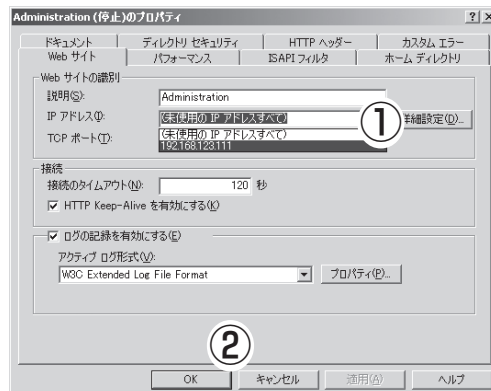 Administration (停止)のプロパティ
ドキュメント ディレクトリ セキュリティ HTTP ヘッダー カスタム エラー
Web サイト パフォーマンス ISAPI フィルタ ホーム ディレクトリ
Web サイトの識別
説明(S): Administration
IP アドレス(I): (未使用の IP アドレスすべて) ① 詳細設定(D)...
(未使用の IP アドレスすべて)
TCP ポート(T):
192.168.123.111
接続
接続のタイムアウト(N): 120 秒
HTTP Keep-Alive を有効にする(K)
ログの記録を有効にする(E)
アクティブ ログ形式(V):
W3C Extended Log File Format プロパティ(P)...
②
OK キャンセル 適用(A) ヘルプ